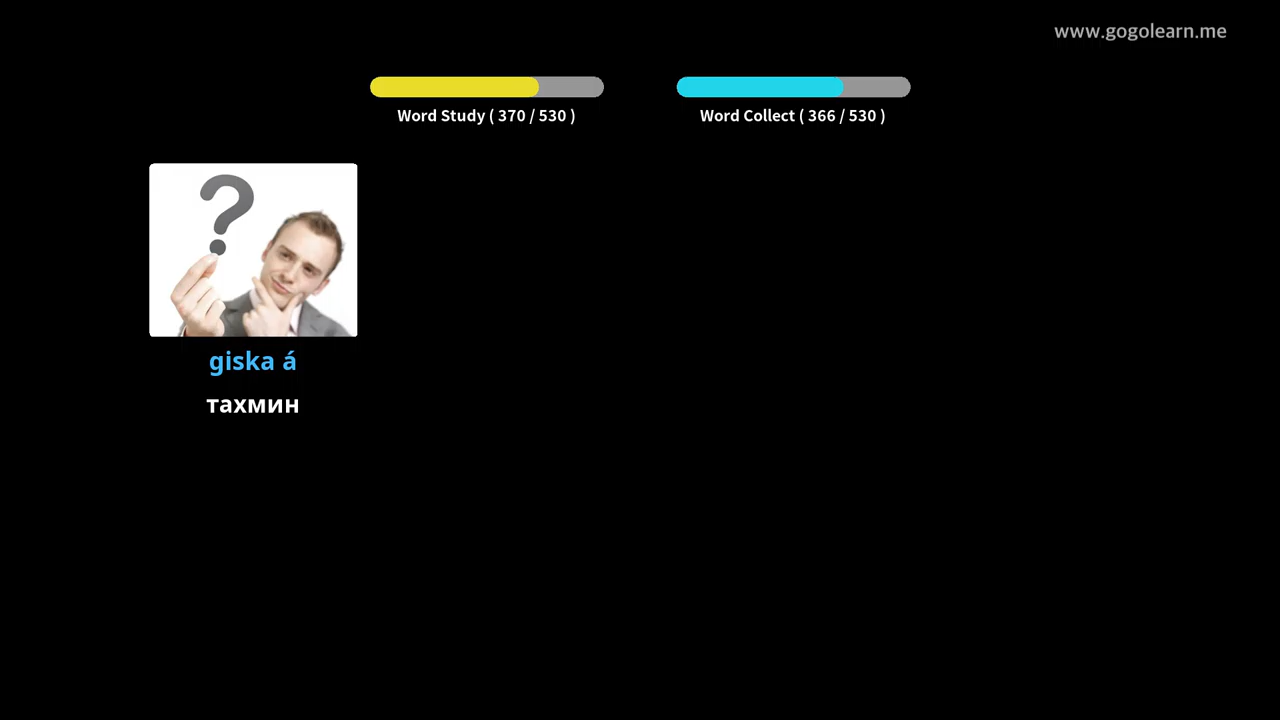 www.gogolearn.me
Word Study ( 370 / 530 )
Word Collect ( 366 / 530 )
giska á
тахмин